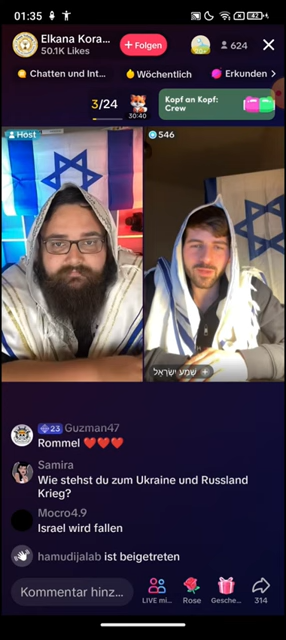 01:35
42
Elkana Kora...
50.1K Likes
+ Folgen
624
Chatten und Int...
Wöchentlich
Erkunden
3/24
30:40
Kopf an Kopf:
Crew
Host
546
שמע ישראל
23 Guzman47
Rommel ❤️❤️❤️
Samira
Wie stehst du zum Ukraine und Russland
Krieg?
Mocro4.9
Israel wird fallen
hamudijalab ist beigetreten
Kommentar hinz...
LIVE mi...
Rose
Gesche...
314